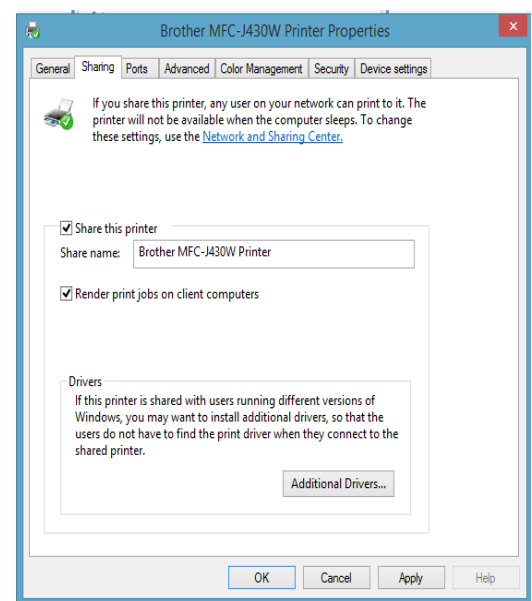 Brother MFC-J430W Printer Properties
x
General Sharing Ports Advanced Color Management Security Device settings
If you share this printer, any user on your network can print to it. The
printer will not be available when the computer sleeps. To change
these settings, use the Network and Sharing Center.
Share this printer
Share name: Brother MFC-J430W Printer
Render print jobs on client computers
Drivers
If this printer is shared with users running different versions of
Windows, you may want to install additional drivers, so that the
users do not have to find the print driver when they connect to the
shared printer.
Additional Drivers...
OK Cancel Apply Help